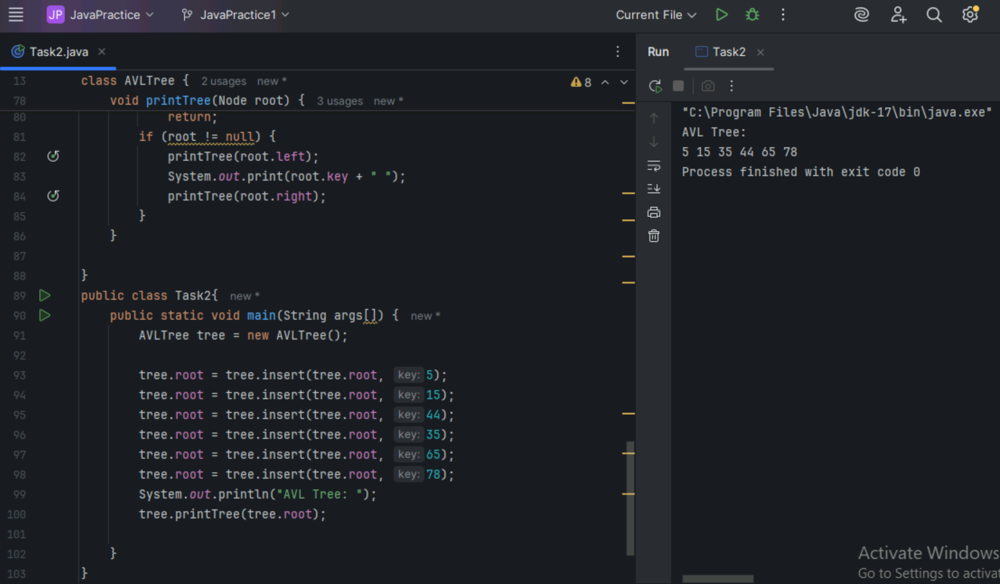 JP JavaPractice JavaPractice1 Current File
Task2.java
13 class AVLTree { 2 usages new *
78 void printTree(Node root) { 3 usages new *
8
80 return;
81 if (root != null) {
82 printTree(root.left);
83 System.out.print(root.key + " ");
84 printTree(root.right);
85 }
86 }
87
88 }
89 public class Task2{ new *
90 public static void main(String args[]) { new *
91 AVLTree tree = new AVLTree();
92
93 tree.root = tree.insert(tree.root, key: 5);
94 tree.root = tree.insert(tree.root, key: 15);
95 tree.root = tree.insert(tree.root, key: 44);
96 tree.root = tree.insert(tree.root, key: 35);
97 tree.root = tree.insert(tree.root, key: 65);
98 tree.root = tree.insert(tree.root, key: 78);
99 System.out.println("AVL Tree: ");
100 tree.printTree(tree.root);
101
102 }
103 }
Run Task2
"C:\Program Files\Java\jdk-17\bin\java.exe"
AVL Tree:
5 15 35 44 65 78
Process finished with exit code 0
Activate Windows
Go to Settings to activat